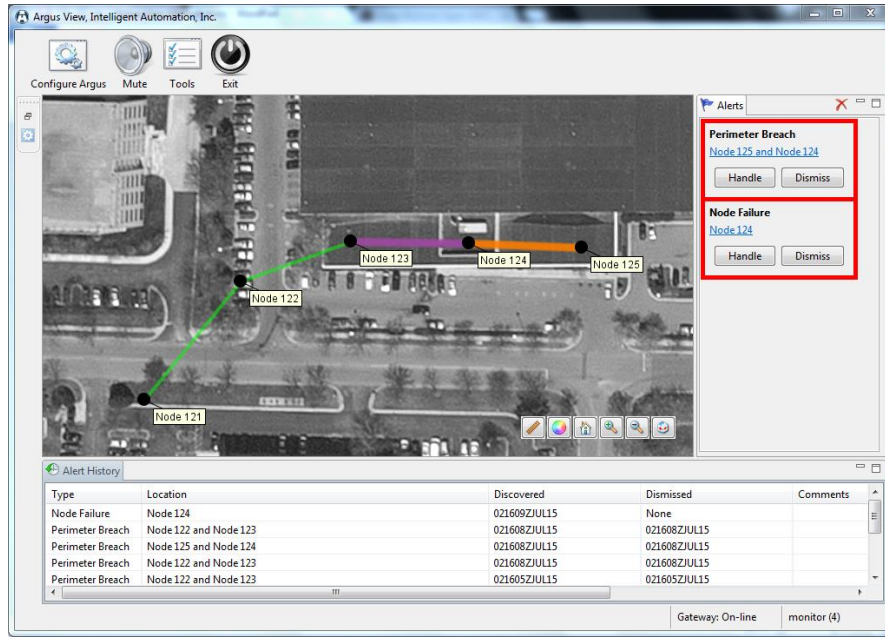 Argus View, Intelligent Automation, Inc.
Configure Argus Mute Tools Exit
Alerts
Perimeter Breach
Node 125 and Node 124
Handle Dismiss
Node Failure
Node 124
Handle Dismiss
Node 123
Node 124
Node 125
Node 122
Node 121
Alert History
Type Location Discovered Dismissed Comments
Node Failure Node 124 021609ZJUL15 None
Perimeter Breach Node 122 and Node 123 021608ZJUL15 021608ZJUL15
Perimeter Breach Node 125 and Node 124 021608ZJUL15 021608ZJUL15
Perimeter Breach Node 122 and Node 123 021608ZJUL15 021608ZJUL15
Perimeter Breach Node 122 and Node 123 021605ZJUL15 021605ZJUL15
Gateway: On-line monitor (4)